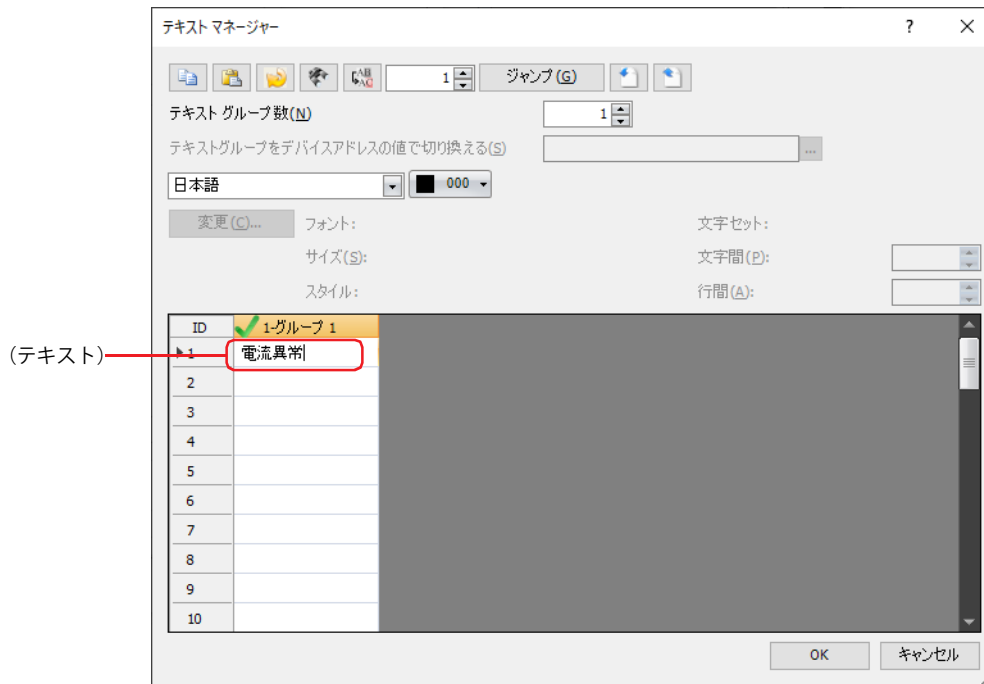 テキスト マネージャー ? ×
1 ジャンプ(G)
テキスト グループ数(N) 1
テキストグループをデバイスアドレスの値で切り換える(S) ...
日本語 000
変更(C)... フォント: 文字セット:
サイズ(S): 文字間(P):
スタイル: 行間(A):
ID 1-グループ 1
(テキスト) 1 電流異常
2
3
4
5
6
7
8
9
10
OK キャンセル